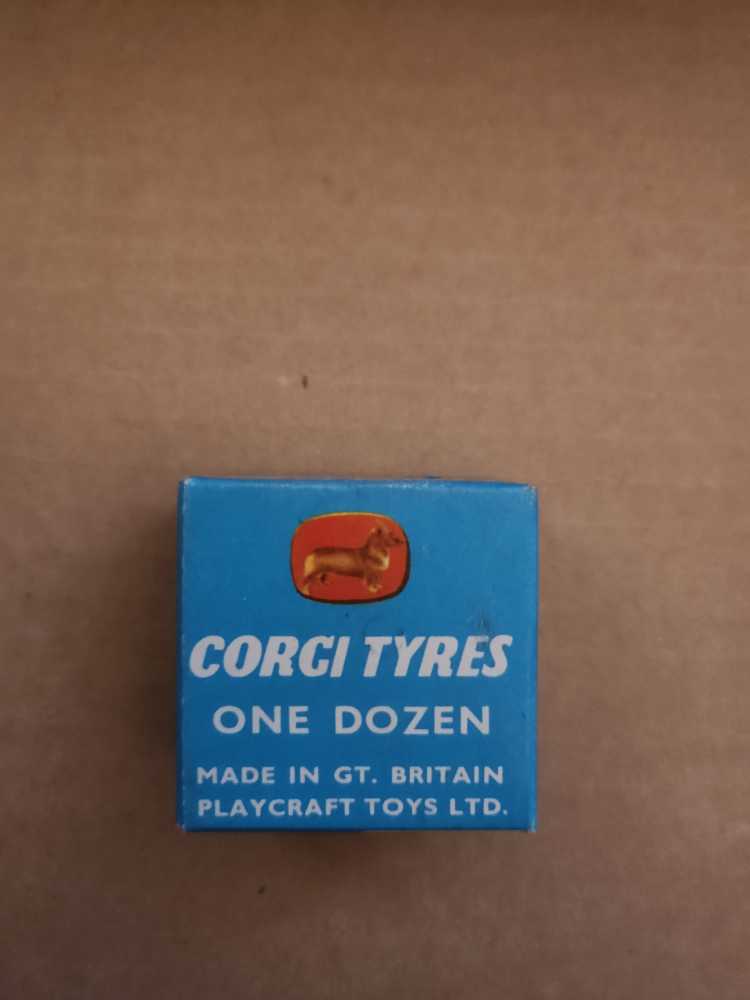 CORGI TYRES
ONE DOZEN
MADE IN GT. BRITAIN
PLAYCRAFT TOYS LTD.